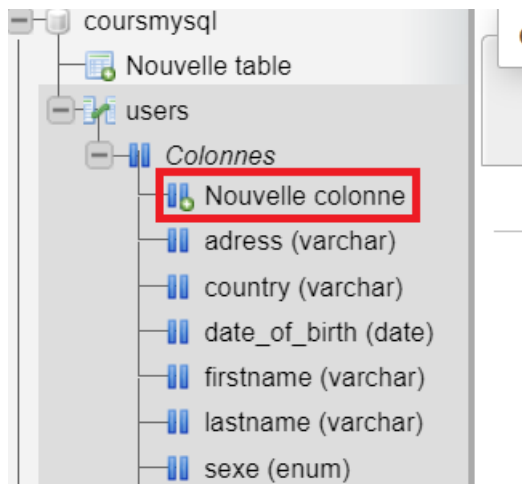 coursmysql
Nouvelle table
users
Colonnes
Nouvelle colonne
adress (varchar)
country (varchar)
date_of_birth (date)
firstname (varchar)
lastname (varchar)
sexe (enum)